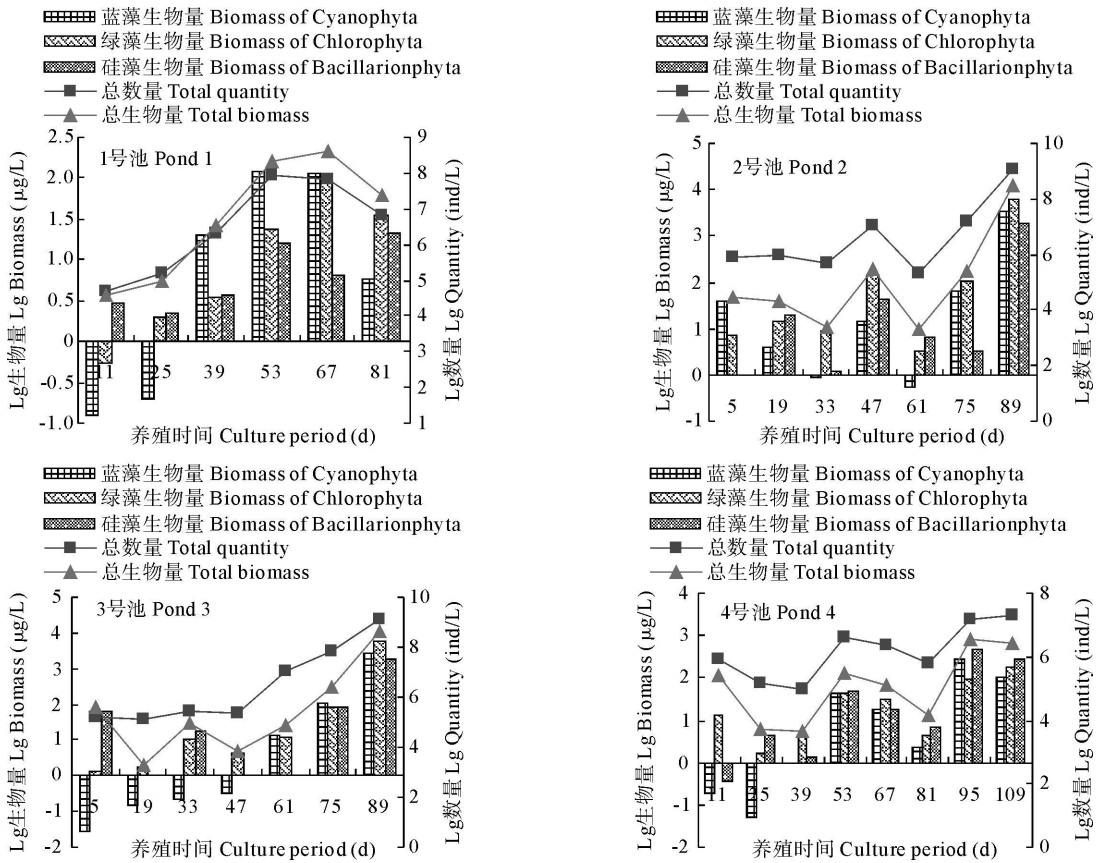 蓝藻生物量 Biomass of Cyanophyta
绿藻生物量 Biomass of Chlorophyta
硅藻生物量 Biomass of Bacillarionphyta
总数量 Total quantity
总生物量 Total biomass
1号池 Pond 1
Lg生物量 Lg Biomass (μg/L)
2.5
2.0
1.5
1.0
0.5
0
-0.5
-1.0
11 25 39 53 67 81
9
8
7
6
5
4
3
2
1
Lg数量 Lg Quantity (ind/L)
养殖时间 Culture period (d)
蓝藻生物量 Biomass of Cyanophyta
绿藻生物量 Biomass of Chlorophyta
硅藻生物量 Biomass of Bacillarionphyta
总数量 Total quantity
总生物量 Total biomass
2号池 Pond 2
Lg生物量 Lg Biomass (μg/L)
5
4
3
2
1
0
-1
5 19 33 47 61 75 89
10
8
6
4
2
0
Lg数量 Lg Quantity (ind/L)
养殖时间 Culture period (d)
蓝藻生物量 Biomass of Cyanophyta
绿藻生物量 Biomass of Chlorophyta
硅藻生物量 Biomass of Bacillarionphyta
总数量 Total quantity
总生物量 Total biomass
3号池 Pond 3
Lg生物量 Lg Biomass (μg/L)
5
4
3
2
1
0
-1
-2
5 19 33 47 61 75 89
10
8
6
4
2
0
Lg数量 Lg Quantity (ind/L)
养殖时间 Culture period (d)
蓝藻生物量 Biomass of Cyanophyta
绿藻生物量 Biomass of Chlorophyta
硅藻生物量 Biomass of Bacillarionphyta
总数量 Total quantity
总生物量 Total biomass
4号池 Pond 4
Lg生物量 Lg Biomass (μg/L)
4
3
2
1
0
-1
-2
11 25 39 53 67 81 95 109
8
6
4
2
0
Lg数量 Lg Quantity (ind/L)
养殖时间 Culture period (d)